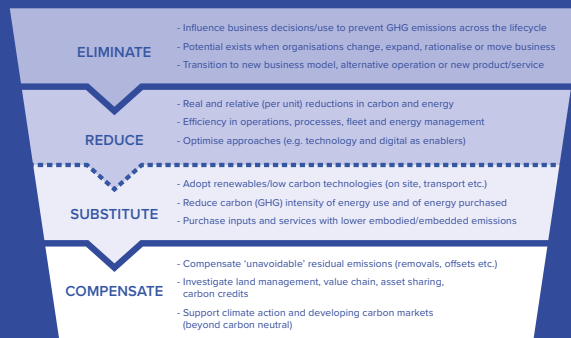 ELIMINATE
- Influence business decisions/use to prevent GHG emissions across the lifecycle
- Potential exists when organisations change, expand, rationalise or move business
- Transition to new business model, alternative operation or new product/service
REDUCE
- Real and relative (per unit) reductions in carbon and energy
- Efficiency in operations, processes, fleet and energy management
- Optimise approaches (e.g. technology and digital as enablers)
SUBSTITUTE
- Adopt renewables/low carbon technologies (on site, transport etc.)
- Reduce carbon (GHG) intensity of energy use and of energy purchased
- Purchase inputs and services with lower embodied/embedded emissions
COMPENSATE
- Compensate ‘unavoidable’ residual emissions (removals, offsets etc.)
- Investigate land management, value chain, asset sharing,
carbon credits
- Support climate action and developing carbon markets
(beyond carbon neutral)